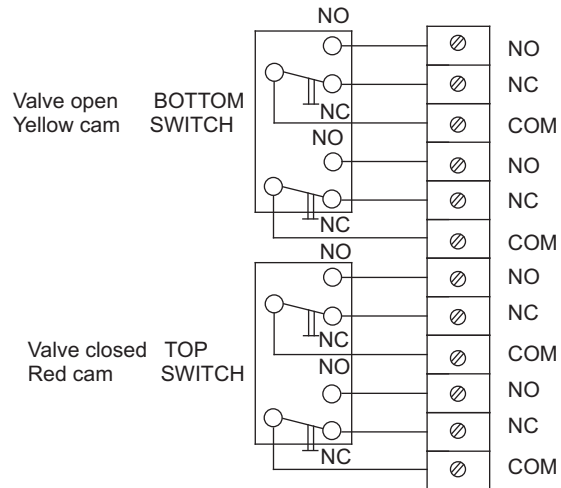 NO
NO
NC
Valve open BOTTOM
NC
Yellow cam SWITCH
COM
NO
NO
NC
NC
COM
NO
NO
NC
NC
Valve closed TOP
COM
NO
Red cam SWITCH
NO
NC
NC
COM